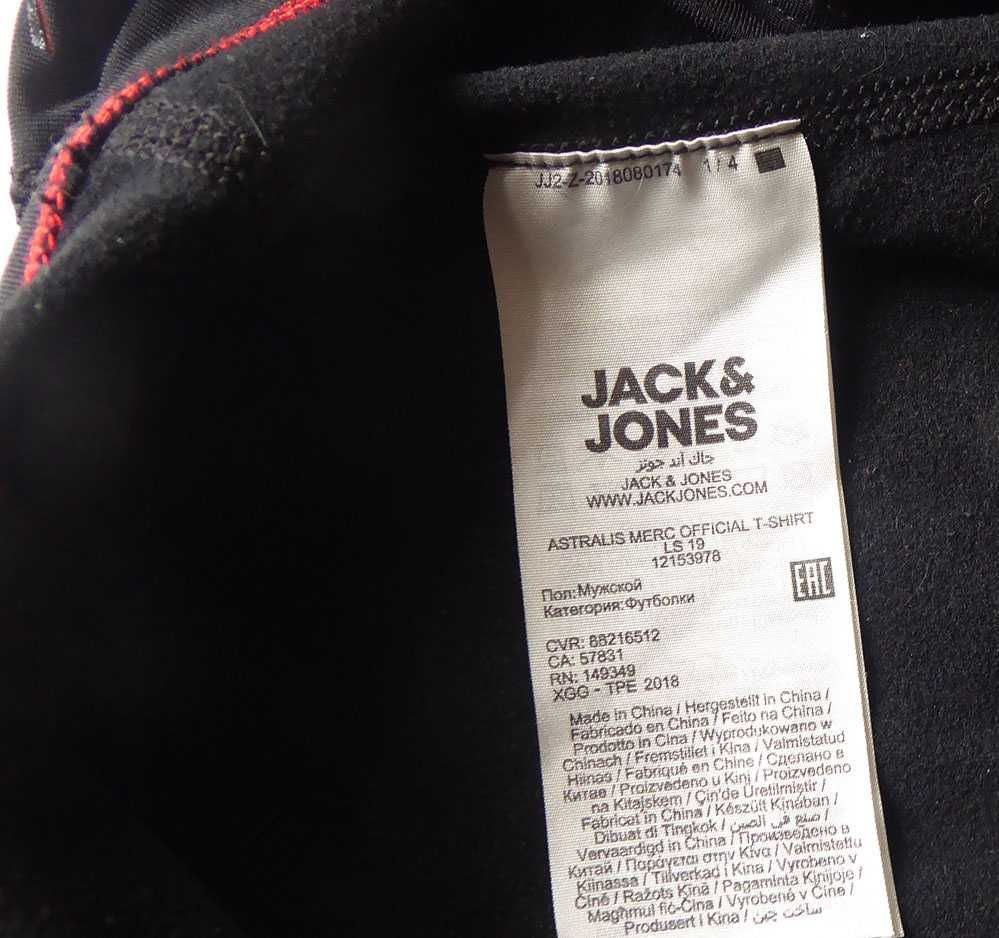 JJ2-Z-2018080174 1 / 4
JACK&
JONES
جاك أند جونز
JACK & JONES
WWW.JACKJONES.COM
ASTRALIS MERC OFFICIAL T-SHIRT
LS 19
12153978
EAC
Пол:Мужской
Категория:Футболки
CVR: 88216512
CA: 57831
RN: 149349
XGG - TPE 2018
Made in China / Hergestellt in China /
Fabricado en China / Feito na China /
Prodotto in Cina / Wyprodukowano w
Chinach / Fremstillet i Kina / Valmistatud
Hiinas / Fabriqué en Chine / Сделано в
Китае / Proizvedeno u Kini / Proizvedeno
na Kitajskem / Çin'de Üretilmiştir /
Fabricat în China / Készült Kínában /
Dibuat di Tingkok / صنع في الصين /
Vervaardigd in China / Произведено в
Китай / Παράγεται στην Κίνα / Valmistettu
Kiinassa / Tillverkad i Kina / Vyrobeno v
Číně / Ražots Ķīnā / Pagaminta Kinijoje /
Maghmul fiċ-Ċina / Vyrobené v Číne /
Produsert i Kina / ساخت چین